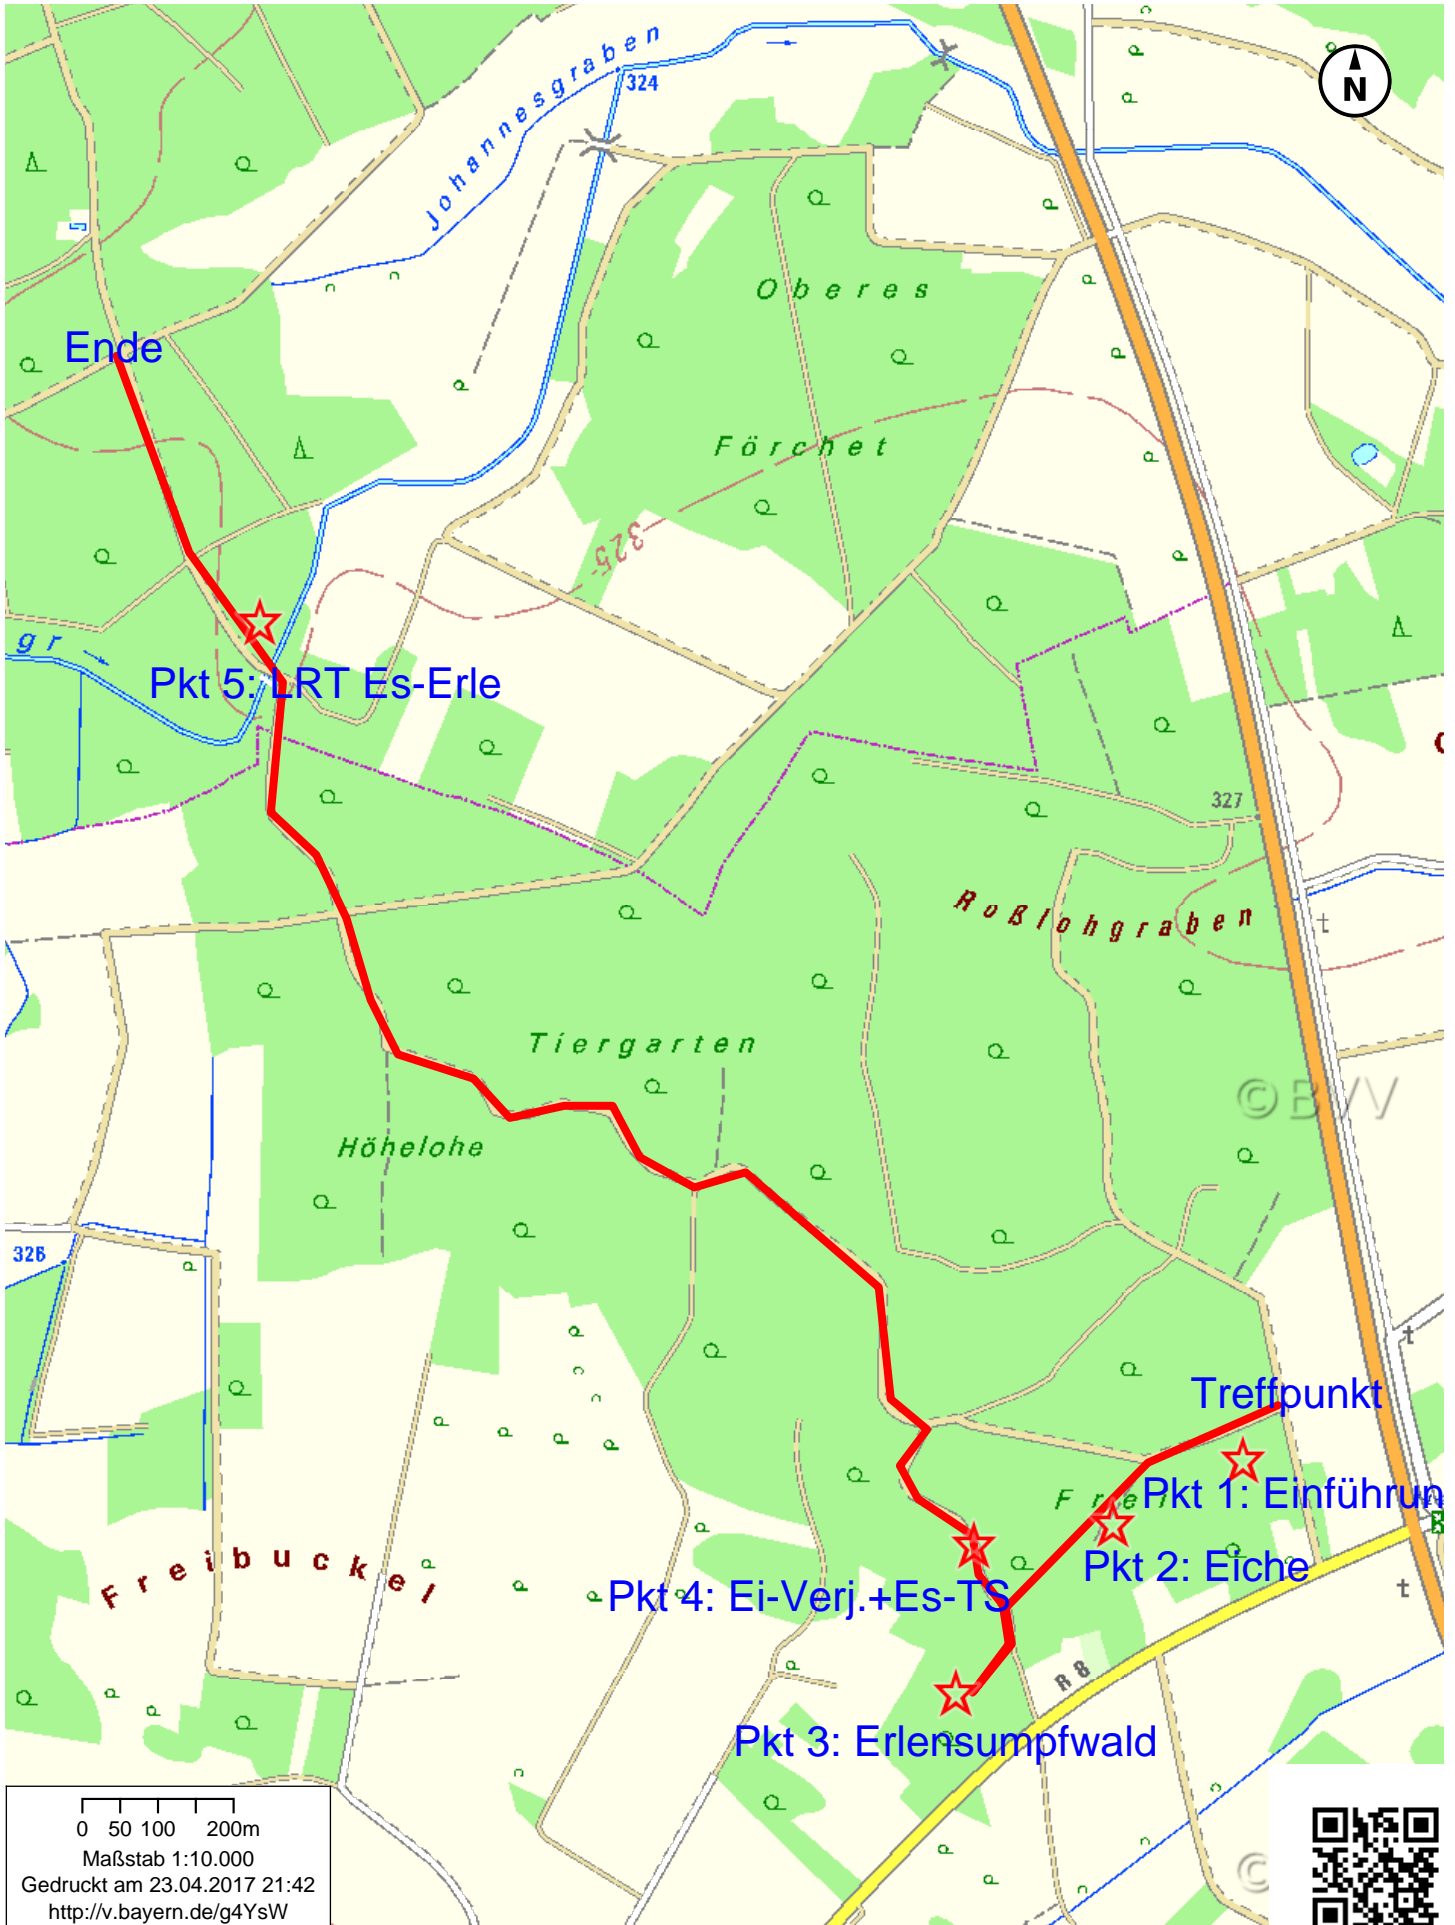 Johannesgraben
324
N
Oberes
Ende
Förchet
325
gr
Pkt 5: LRT Es-Erle
327
Roßlohgraben
Tiergarten
©BVV
Höhelohe
326
t
t
Treffpunkt
Frei
Pkt 1: Einführun
Pkt 2: Eiche
Freibuckel
Pkt 4: Ei-Verj.+Es-TS
t
R 8
Pkt 3: Erlensumpfwald
0 50 100 200m
Maßstab 1:10.000
Gedruckt am 23.04.2017 21:42
http://v.bayern.de/g4YsW
©